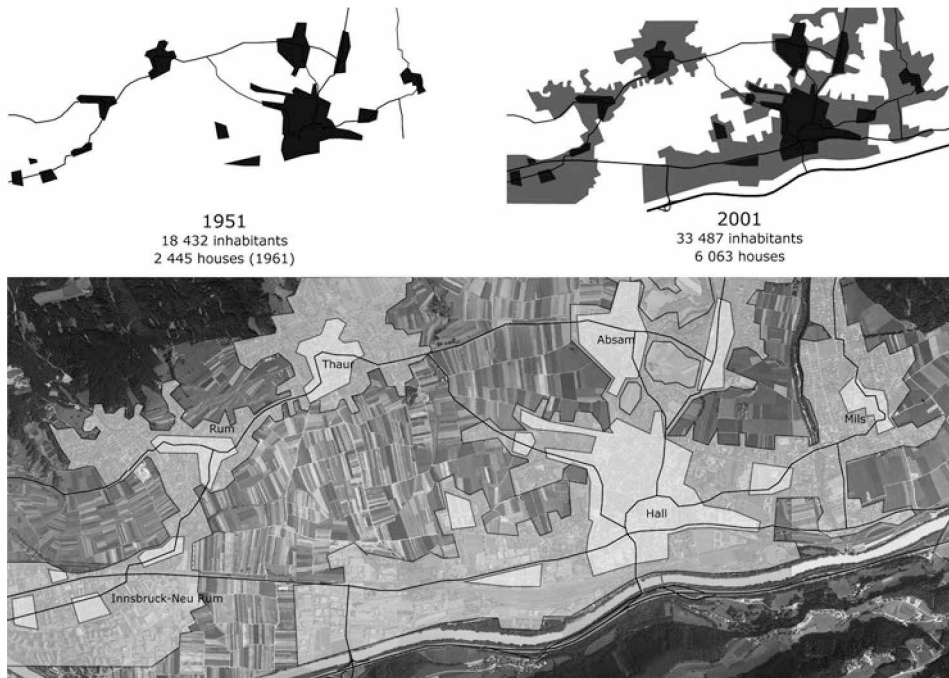 1951
18 432 inhabitants
2 445 houses (1961)
2001
33 487 inhabitants
6 063 houses
Absam
Thaur
Mils
Rum
Hall
Innsbruck-Neu Rum